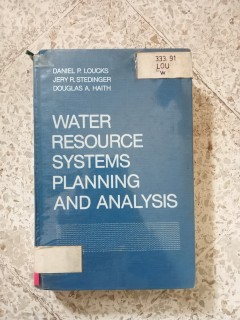 DANIEL P. LOUCKS
JERY R. STEDINGER
DOUGLAS A. HAITH
333.91
LOU
W
WATER
RESOURCE
SYSTEMS
PLANNING
AND ANALYSIS